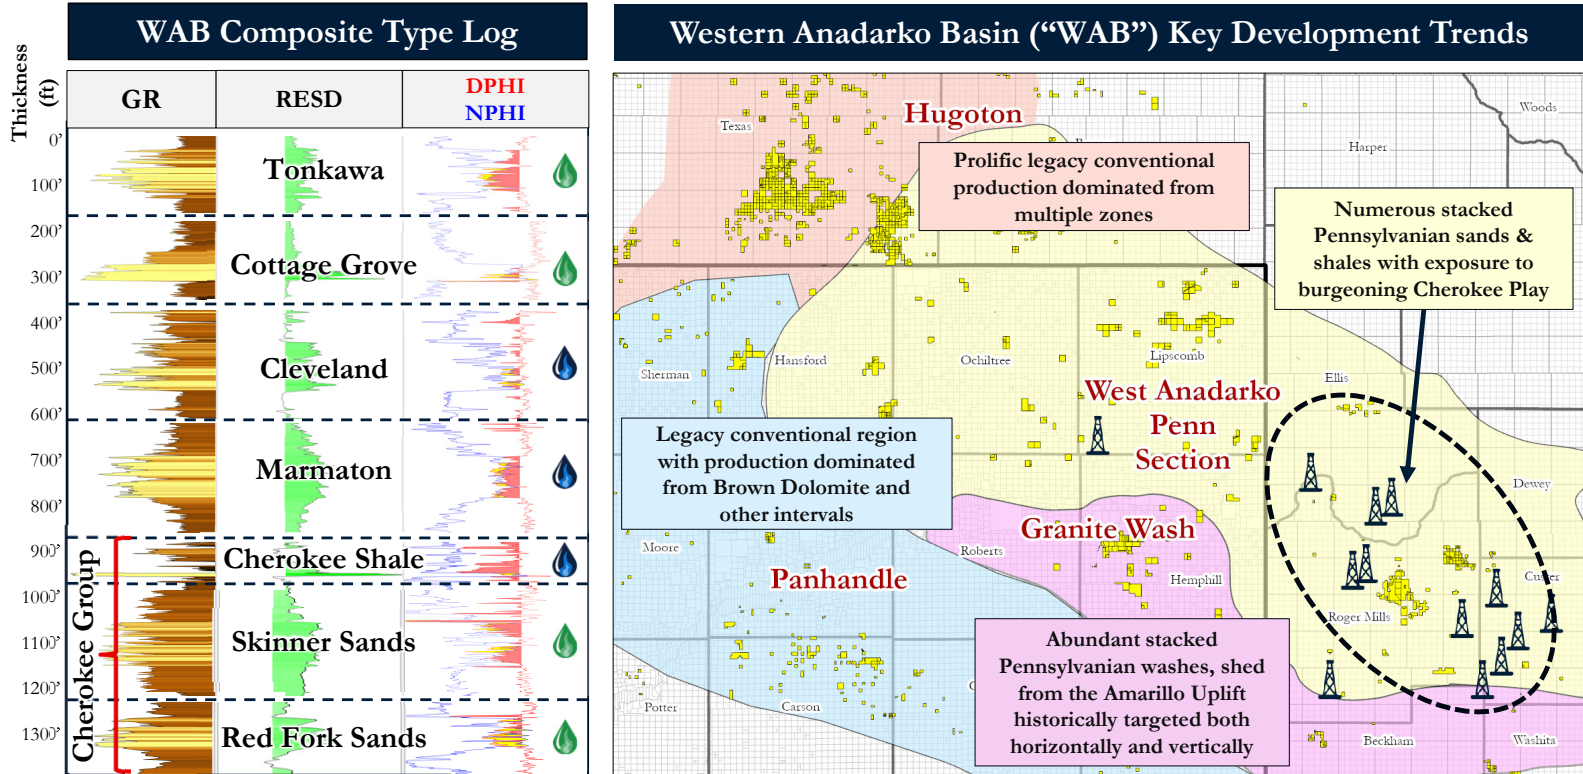 WAB Composite Type Log
Thickness
(ft)
GR
RESD
DPHI
NPHI
0'
100'
200'
300'
400'
500'
600'
700'
800'
900'
1000'
1100'
1200'
1300'
Tonkawa
Cottage Grove
Cleveland
Marmaton
Cherokee Shale
Skinner Sands
Red Fork Sands
Cherokee Group
Western Anadarko Basin (“WAB”) Key Development Trends
Hugoton
Texas
Woods
Harper
Prolific legacy conventional
production dominated from
multiple zones
Numerous stacked
Pennsylvanian sands &
shales with exposure to
burgeoning Cherokee Play
Sherman
Hansford
Ochiltree
Lipscomb
Ellis
West Anadarko
Penn
Section
Legacy conventional region
with production dominated
from Brown Dolomite and
other intervals
Dewey
Granite Wash
Moore
Roberts
Hemphill
Panhandle
Custer
Roger Mills
Abundant stacked
Pennsylvanian washes, shed
from the Amarillo Uplift
historically targeted both
horizontally and vertically
Potter
Carson
Beckham
Washita